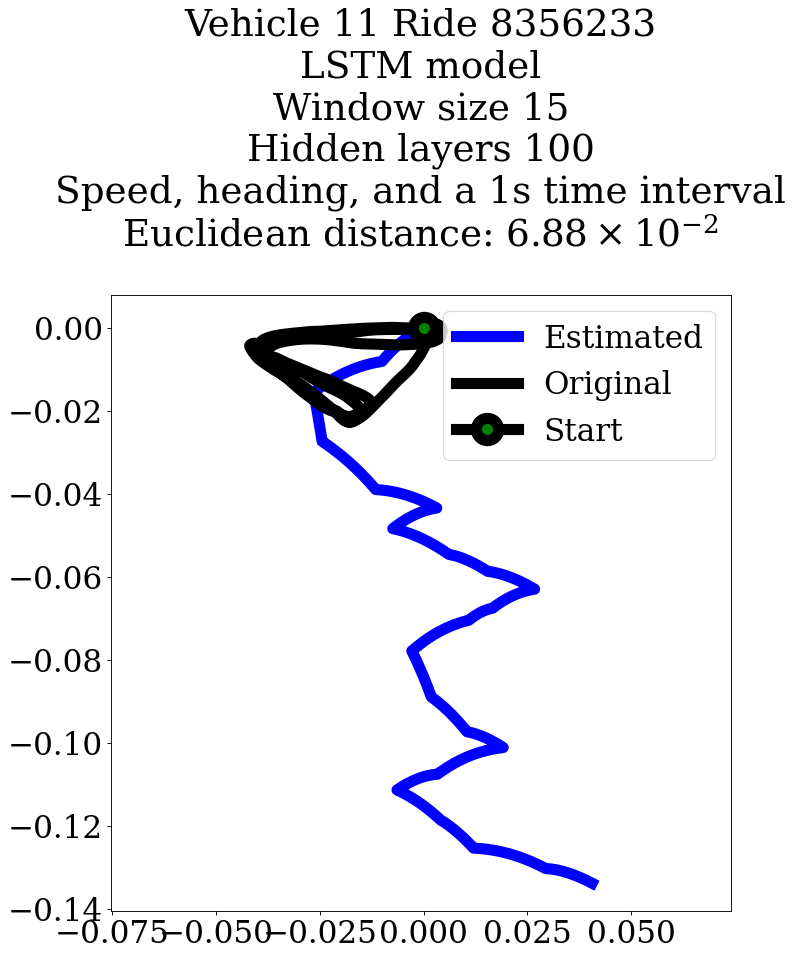 Vehicle 11 Ride 8356233
LSTM model
Window size 15
Hidden layers 100
Speed, heading, and a 1s time interval
Euclidean distance: 6.88 × 10⁻²
Estimated
Original
Start
0.00
−0.02
−0.04
−0.06
−0.08
−0.10
−0.12
−0.14
−0.075 −0.050 −0.025 0.000 0.025 0.050